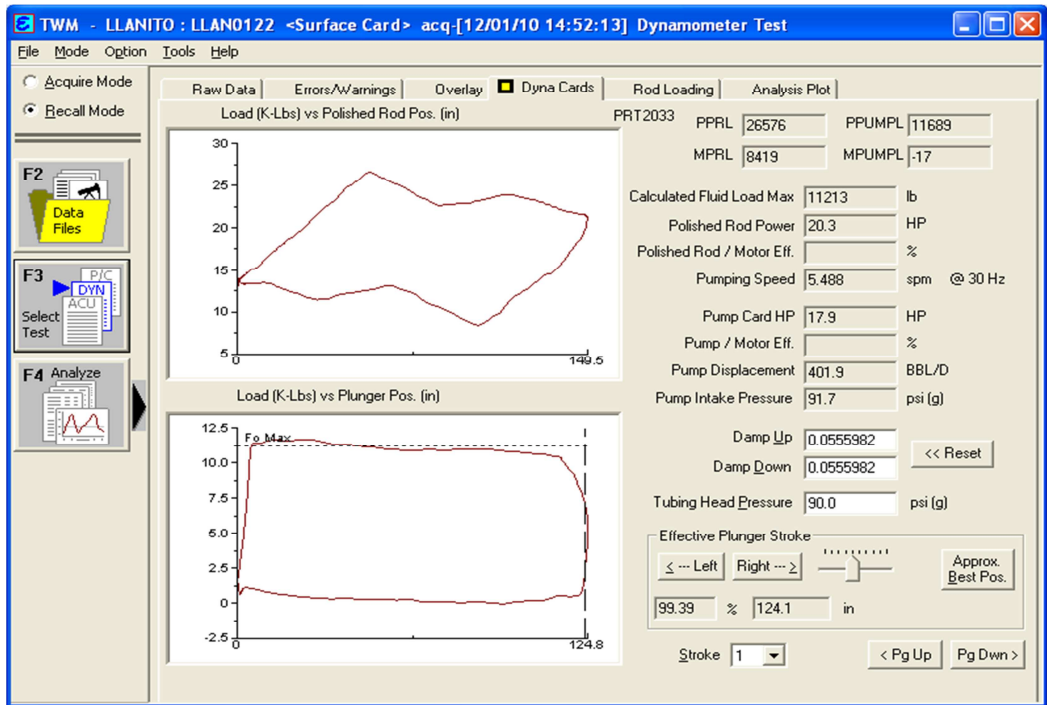 TWM - LLANITO : LLAN0122 <Surface Card> acq-[12/01/10 14:52:13] Dynamometer Test
File Mode Option Tools Help
Acquire Mode
Recall Mode
F2
Data
Files
F3
P/C
DYN
ACU
Select
Test
F4 Analyze
Raw Data
Errors/Warnings
Overlay
Dyna Cards
Rod Loading
Analysis Plot
Load (K-Lbs) vs Polished Rod Pos. (in)
30
25
20
15
10
5
0
149.5
Load (K-Lbs) vs Plunger Pos. (in)
12.5
Fo Max
10.0
7.5
5.0
2.5
0
-2.5
0
124.8
PRT2033
PPRL 26576
PPUMPL 11689
MPRL 8419
MPUMPL -17
Calculated Fluid Load Max 11213 lb
Polished Rod Power 20.3 HP
Polished Rod / Motor Eff. %
Pumping Speed 5.488 spm @ 30 Hz
Pump Card HP 17.9 HP
Pump / Motor Eff. %
Pump Displacement 401.9 BBL/D
Pump Intake Pressure 91.7 psi (g)
Damp Up 0.0555982
Damp Down 0.0555982
<< Reset
Tubing Head Pressure 90.0 psi (g)
Effective Plunger Stroke
< --- Left
Right --- >
Approx.
Best Pos.
99.39 % 124.1 in
Stroke 1
< Pg Up
Pg Dwn >